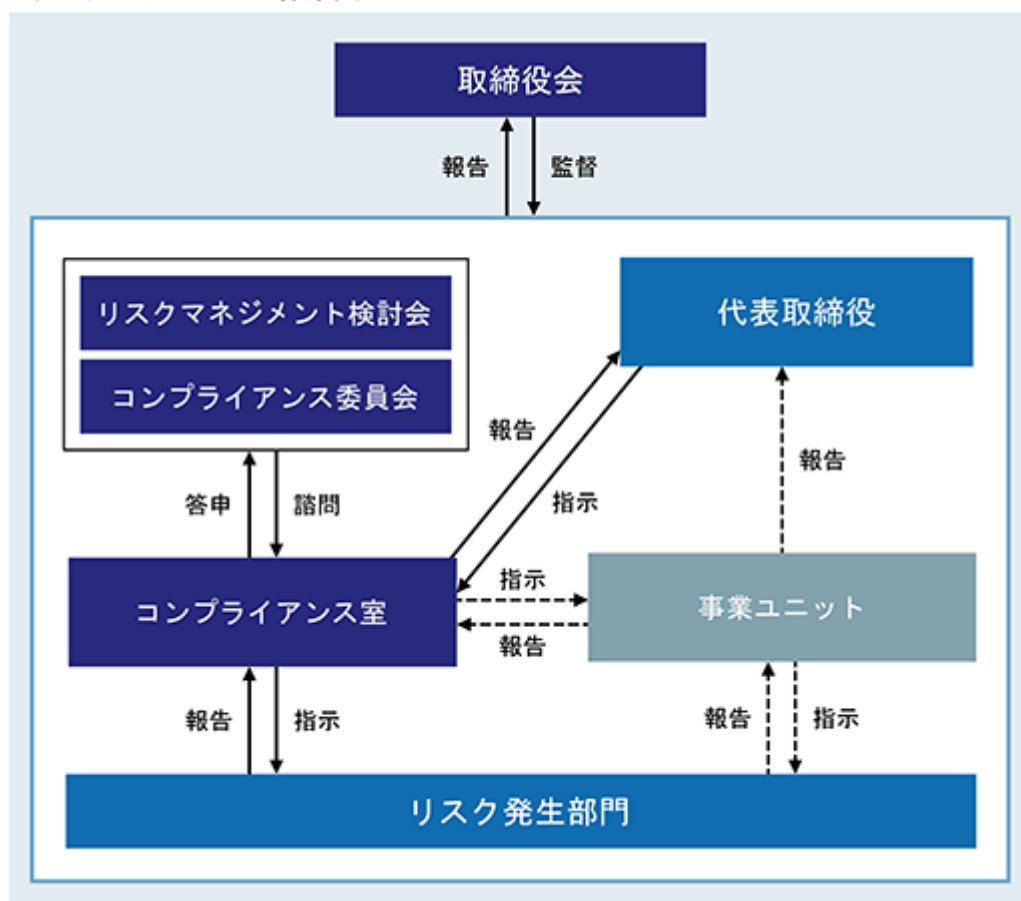 取締役会
報告
監督
リスクマネジメント検討会
コンプライアンス委員会
代表取締役
報告
指示
報告
答申
諮問
コンプライアンス室
指示
報告
事業ユニット
報告
指示
報告
指示
リスク発生部門